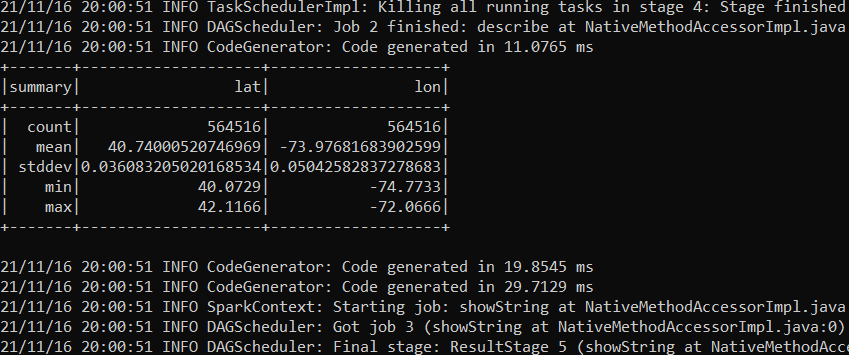 21/11/16 20:00:51 INFO TaskSchedulerImpl: Killing all running tasks in stage 4: Stage finished
21/11/16 20:00:51 INFO DAGScheduler: Job 2 finished: describe at NativeMethodAccessorImpl.java
21/11/16 20:00:51 INFO CodeGenerator: Code generated in 11.0765 ms
+-------+--------------------+-------------------+
|summary|                 lat|                lon|
+-------+--------------------+-------------------+
|  count|              564516|             564516|
|   mean|   40.74000520746969| -73.97681683902599|
| stddev|0.036083205020168534|0.05042582837278683|
|    min|             40.0729|           -74.7733|
|    max|             42.1166|           -72.0666|
+-------+--------------------+-------------------+
21/11/16 20:00:51 INFO CodeGenerator: Code generated in 19.8545 ms
21/11/16 20:00:51 INFO CodeGenerator: Code generated in 29.7129 ms
21/11/16 20:00:51 INFO SparkContext: Starting job: showString at NativeMethodAccessorImpl.java
21/11/16 20:00:51 INFO DAGScheduler: Got job 3 (showString at NativeMethodAccessorImpl.java:0)
21/11/16 20:00:51 INFO DAGScheduler: Final stage: ResultStage 5 (showString at NativeMethodAcce